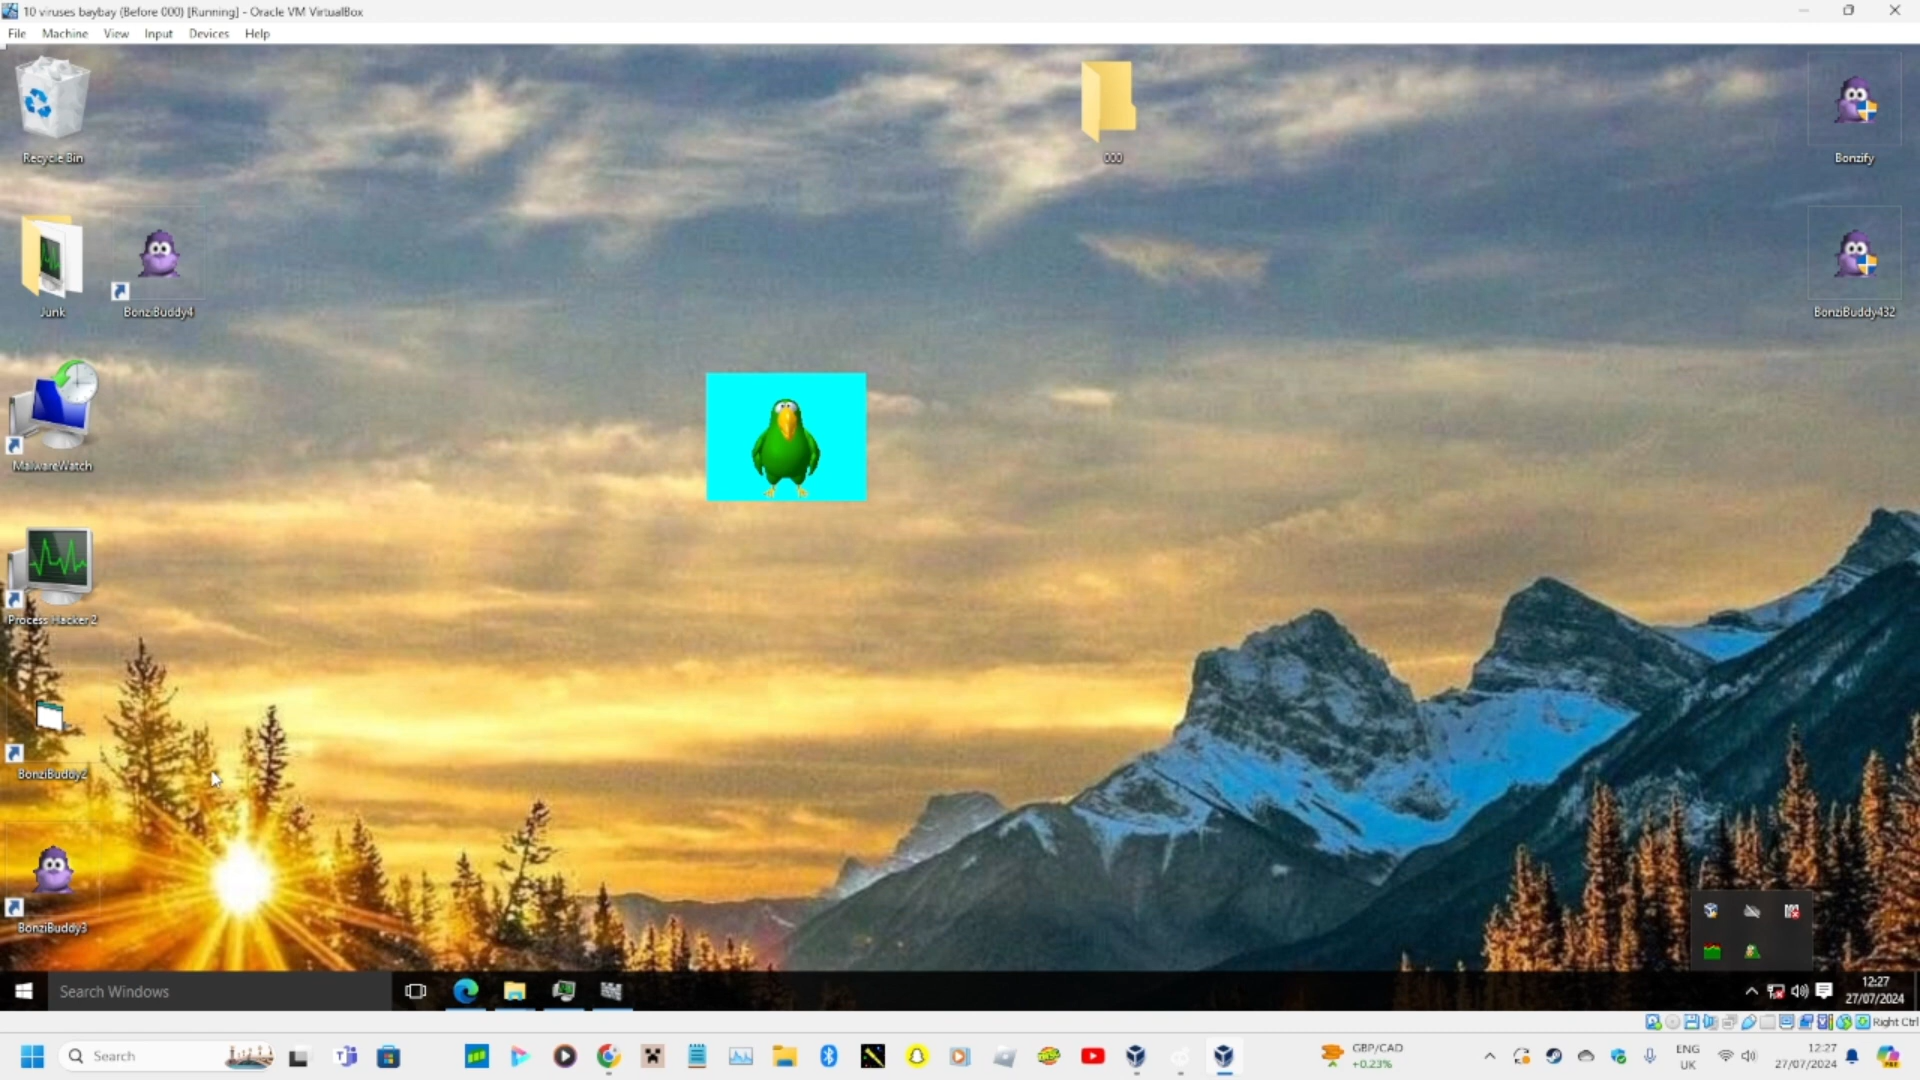 10 viruses baybay (Before 000) [Running] - Oracle VM VirtualBox
File Machine View Input Devices Help
Recycle Bin
000
Bonzify
Junk
BonziBuddy4
BonziBuddy432
MalwareWatch
Process Hacker 2
BonziBuddy2
BonziBuddy3
Search Windows
12:27
27/07/2024
Right Ctrl
Search
GBP/CAD
+0.23%
ENG
UK
12:27
27/07/2024